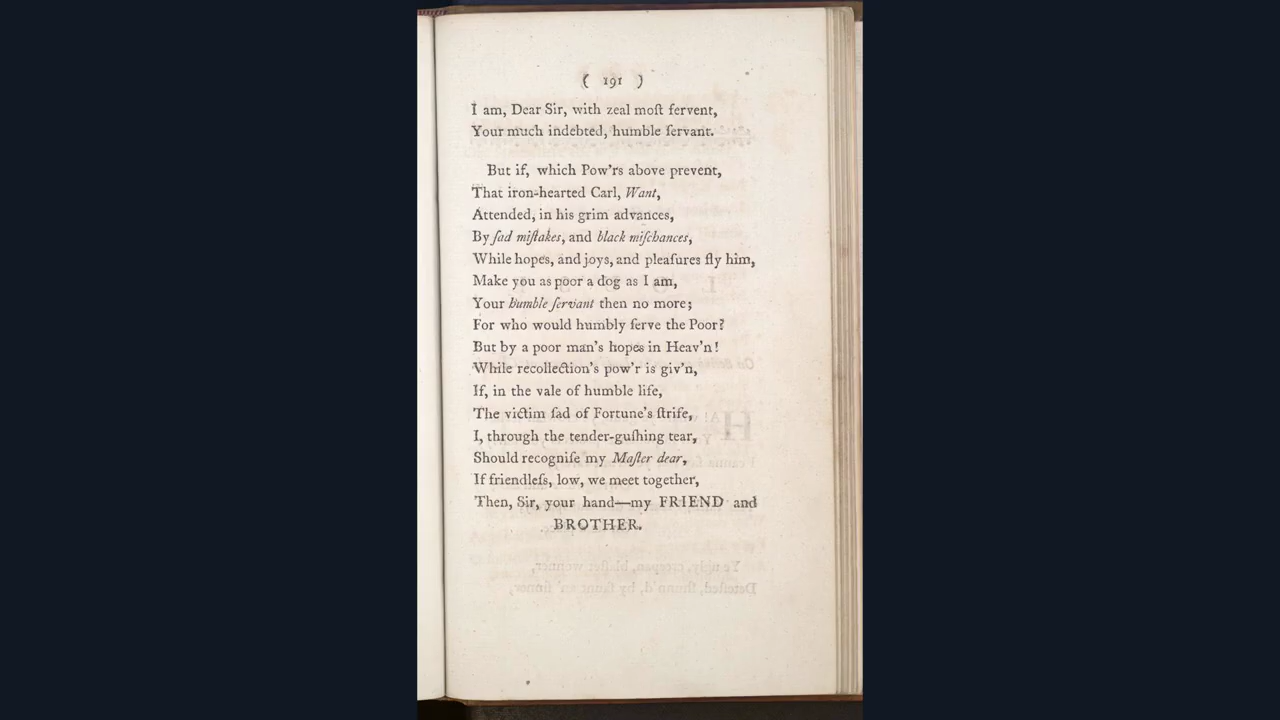 ( 191 )
I am, Dear Sir, with zeal moſt fervent,
Your much indebted, humble ſervant.
But if, which Pow'rs above prevent,
That iron-hearted Carl, Want,
Attended, in his grim advances,
By ſad miſtakes, and black miſchances,
While hopes, and joys, and pleaſures fly him,
Make you as poor a dog as I am,
Your humble ſervant then no more;
For who would humbly ſerve the Poor?
But by a poor man's hopes in Heav'n!
While recollection's pow'r is giv'n,
If, in the vale of humble life,
The victim ſad of Fortune's ſtrife,
I, through the tender-guſhing tear,
Should recogniſe my Maſter dear,
If friendleſs, low, we meet together,
Then, Sir, your hand—my FRIEND and
BROTHER.